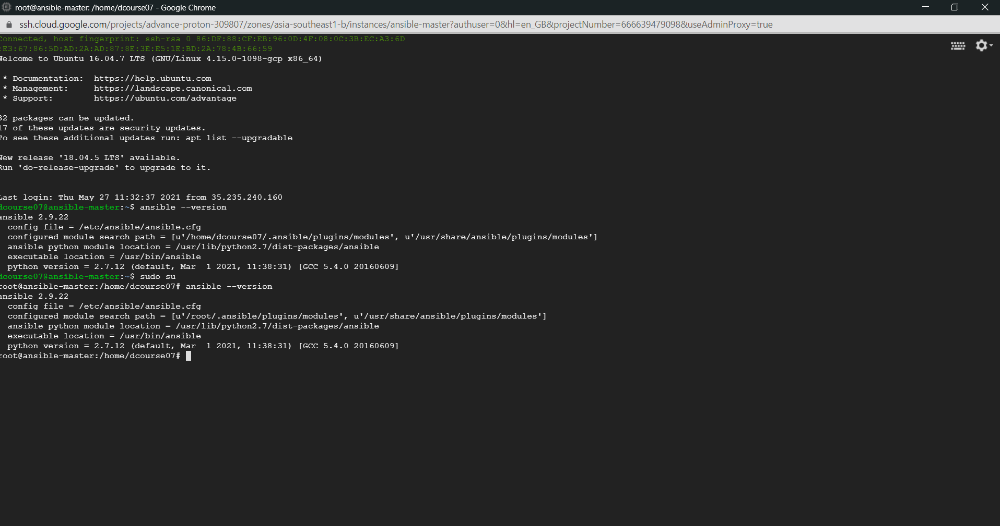 root@ansible-master: /home/dcourse07 - Google Chrome
ssh.cloud.google.com/projects/advance-proton-309807/zones/asia-southeast1-b/instances/ansible-master?authuser=0&hl=en_GB&projectNumber=666639479098&useAdminProxy=true
Connected, host fingerprint: ssh-rsa 0 86:DF:88:CF:EB:96:0D:4F:08:0C:3B:EC:A3:6D
:E3:67:86:5D:AD:2A:AD:87:8E:3E:E5:1E:BD:2A:78:4B:66:59
Welcome to Ubuntu 16.04.7 LTS (GNU/Linux 4.15.0-1098-gcp x86_64)
* Documentation:  https://help.ubuntu.com
* Management:     https://landscape.canonical.com
* Support:        https://ubuntu.com/advantage
32 packages can be updated.
17 of these updates are security updates.
To see these additional updates run: apt list --upgradable
New release '18.04.5 LTS' available.
Run 'do-release-upgrade' to upgrade to it.
Last login: Thu May 27 11:32:37 2021 from 35.235.240.160
dcourse07@ansible-master:~$ ansible --version
ansible 2.9.22
config file = /etc/ansible/ansible.cfg
configured module search path = [u'/home/dcourse07/.ansible/plugins/modules', u'/usr/share/ansible/plugins/modules']
ansible python module location = /usr/lib/python2.7/dist-packages/ansible
executable location = /usr/bin/ansible
python version = 2.7.12 (default, Mar  1 2021, 11:38:31) [GCC 5.4.0 20160609]
dcourse07@ansible-master:~$ sudo su
root@ansible-master:/home/dcourse07# ansible --version
ansible 2.9.22
config file = /etc/ansible/ansible.cfg
configured module search path = [u'/root/.ansible/plugins/modules', u'/usr/share/ansible/plugins/modules']
ansible python module location = /usr/lib/python2.7/dist-packages/ansible
executable location = /usr/bin/ansible
python version = 2.7.12 (default, Mar  1 2021, 11:38:31) [GCC 5.4.0 20160609]
root@ansible-master:/home/dcourse07#